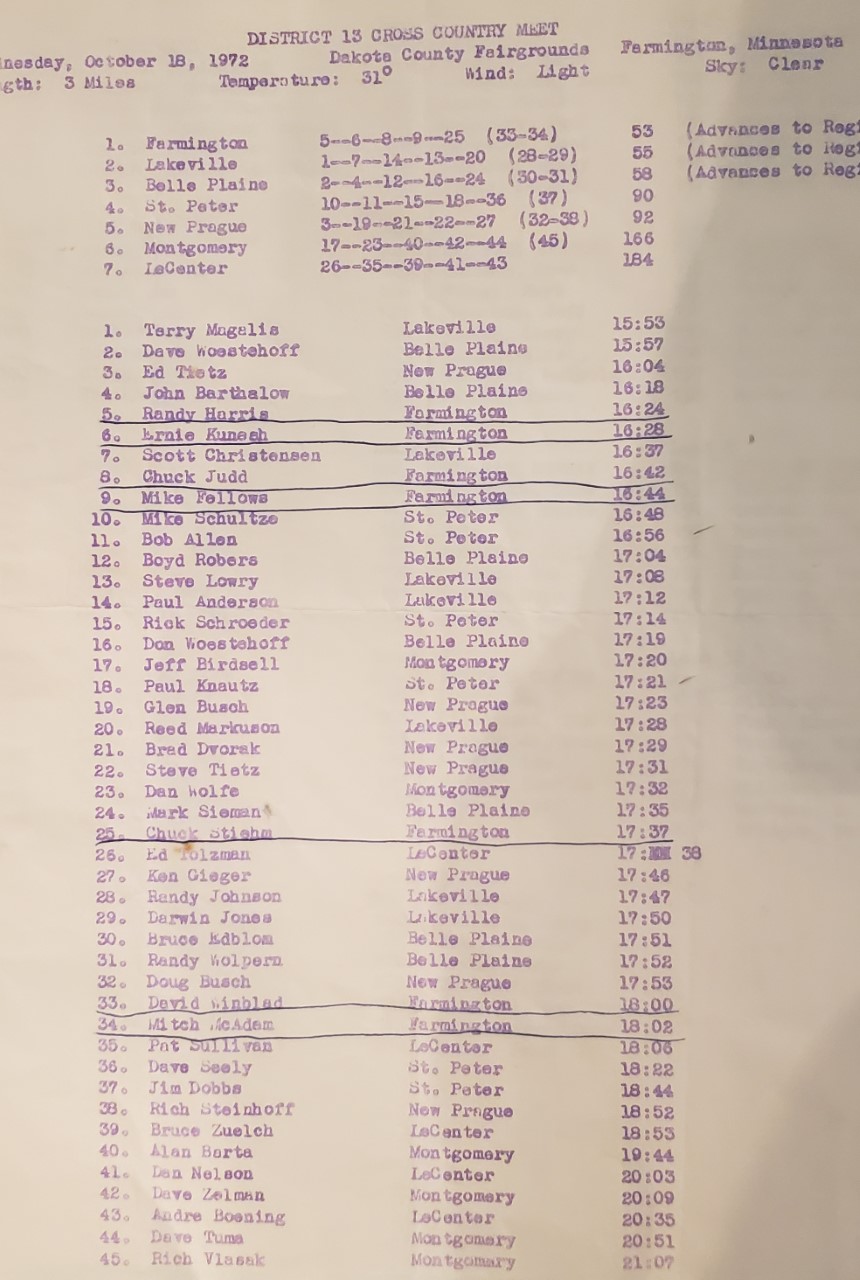 DISTRICT 13 CROSS COUNTRY MEET
nesday, October 18, 1972 Dakota County Fairgrounds Farmington, Minnesota
gth: 3 Miles Temperature: 31° Wind: Light Sky: Clear
1. Farmington 5--6--8--9--25 (33-34) 53 (Advances to Regi
2. Lakeville 1--7--14--13--20 (28-29) 55 (Advances to Regi
3. Belle Plaine 2--4--12--16--24 (30-31) 58 (Advances to Regi
4. St. Peter 10--11--15--18--36 (37) 90
5. New Prague 3--19--21--22--27 (32-38) 92
6. Montgomery 17--23--40--42--44 (45) 166
7. LeCenter 26--35--39--41--43 184
1. Terry Magalis Lakeville 15:53
2. Dave Woestehoff Belle Plaine 15:57
3. Ed Tietz New Prague 16:04
4. John Barthalow Belle Plaine 16:18
5. Randy Harris Farmington 16:24
6. Ernie Kunesh Farmington 16:28
7. Scott Christensen Lakeville 16:37
8. Chuck Judd Farmington 16:42
9. Mike Fellows Farmington 16:44
10. Mike Schultze St. Peter 16:48
11. Bob Allen St. Peter 16:56
12. Boyd Robers Belle Plaine 17:04
13. Steve Lowry Lakeville 17:08
14. Paul Anderson Lakeville 17:12
15. Rick Schroeder St. Peter 17:14
16. Don Woestehoff Belle Plaine 17:19
17. Jeff Birdsell Montgomery 17:20
18. Paul Knautz St. Peter 17:21
19. Glen Busch New Prague 17:23
20. Reed Markuson Lakeville 17:28
21. Brad Dvorak New Prague 17:29
22. Steve Tietz New Prague 17:31
23. Dan Wolfe Montgomery 17:32
24. Mark Sieman Belle Plaine 17:35
25. Chuck Stiehm Farmington 17:37
26. Ed Tolzman LeCenter 17: 38
27. Ken Gieger New Prague 17:46
28. Randy Johnson Lakeville 17:47
29. Darwin Jones Lakeville 17:50
30. Bruce Edblom Belle Plaine 17:51
31. Randy Wolpern Belle Plaine 17:52
32. Doug Busch New Prague 17:53
33. David Winblad Farmington 18:00
34. Mitch McAdam Farmington 18:02
35. Pat Sullivan LeCenter 18:06
36. Dave Seely St. Peter 18:22
37. Jim Dobbs St. Peter 18:44
38. Rich Steinhoff New Prague 18:52
39. Bruce Zuelch LeCenter 18:53
40. Alan Barta Montgomery 19:44
41. Dan Nelson LeCenter 20:03
42. Dave Zelman Montgomery 20:09
43. Andre Boening LeCenter 20:35
44. Dave Tuma Montgomery 20:51
45. Rich Vlasak Montgomary 21:07